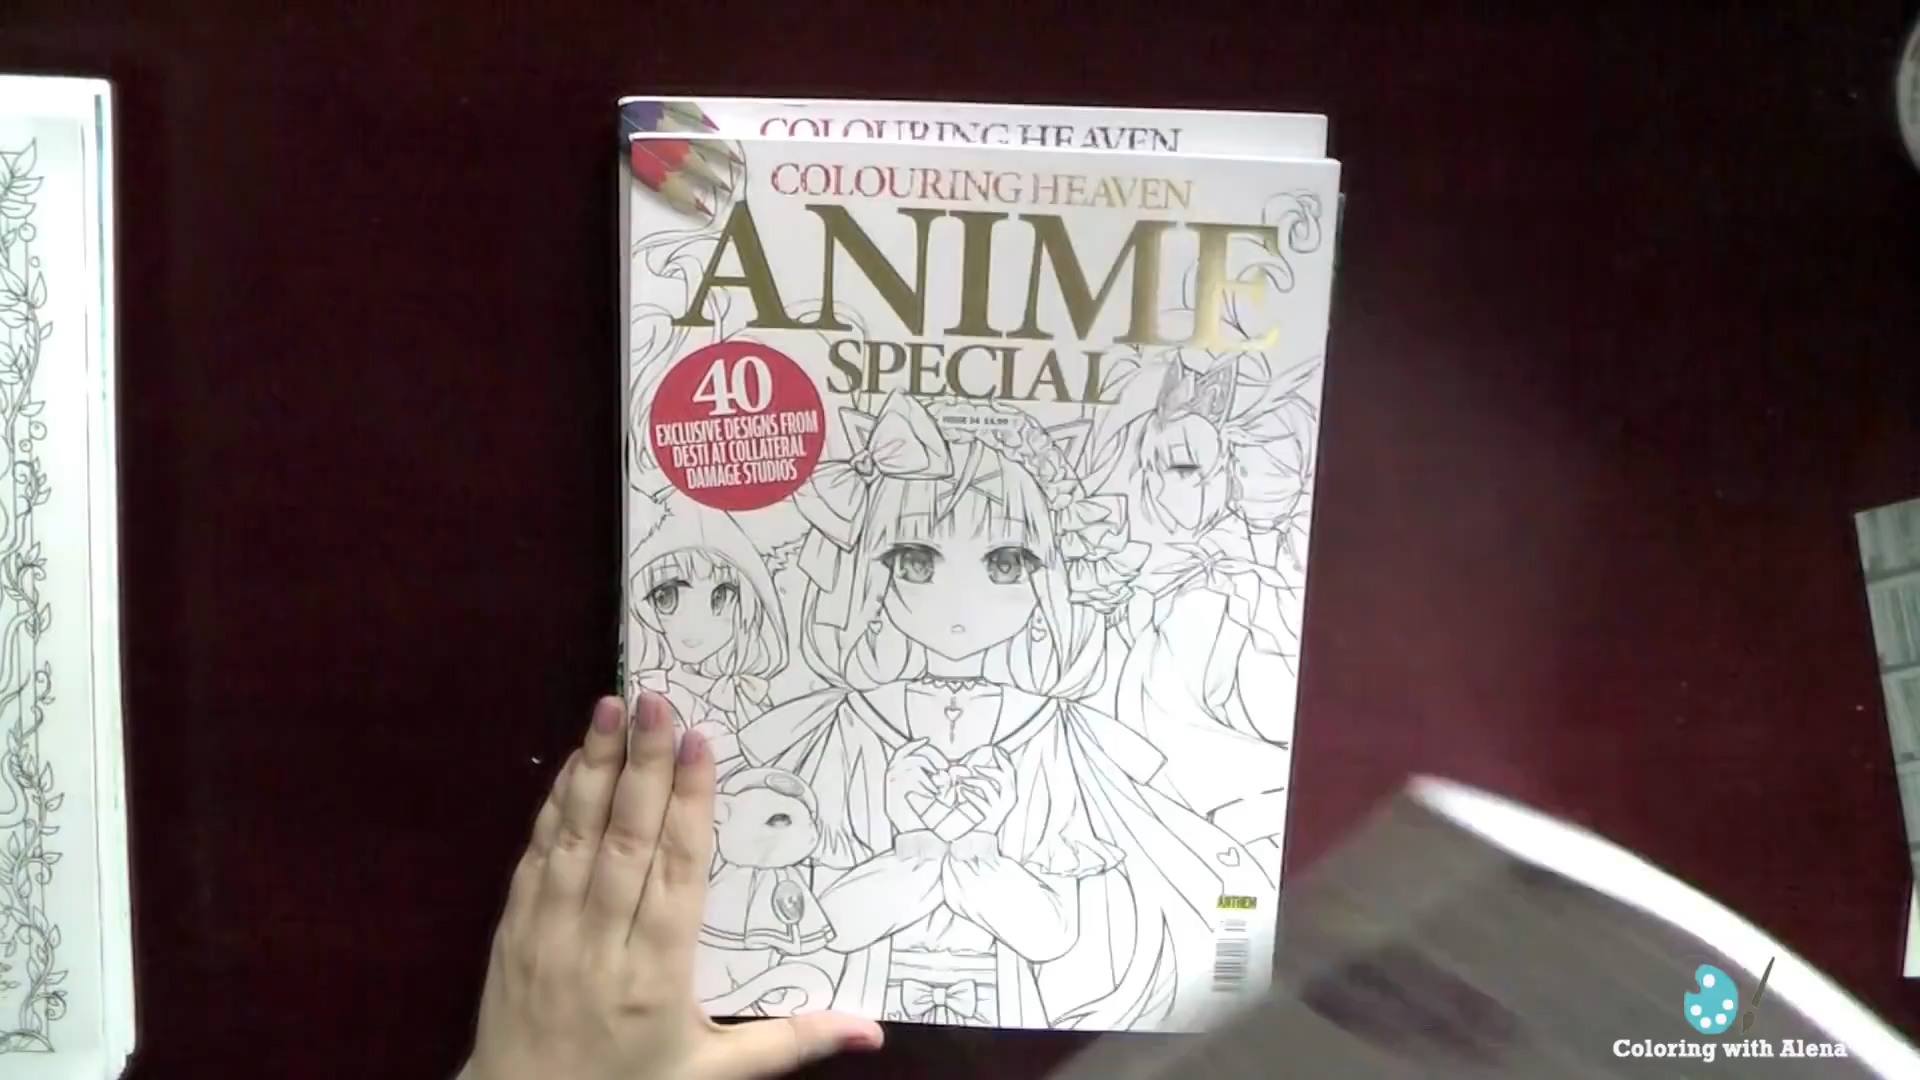 COLOURING HEAVEN
COLOURING HEAVEN
ANIME
SPECIAL
40
EXCLUSIVE DESIGNS FROM
DESTI AT COLLATERAL
DAMAGE STUDIOS
Coloring with Alena